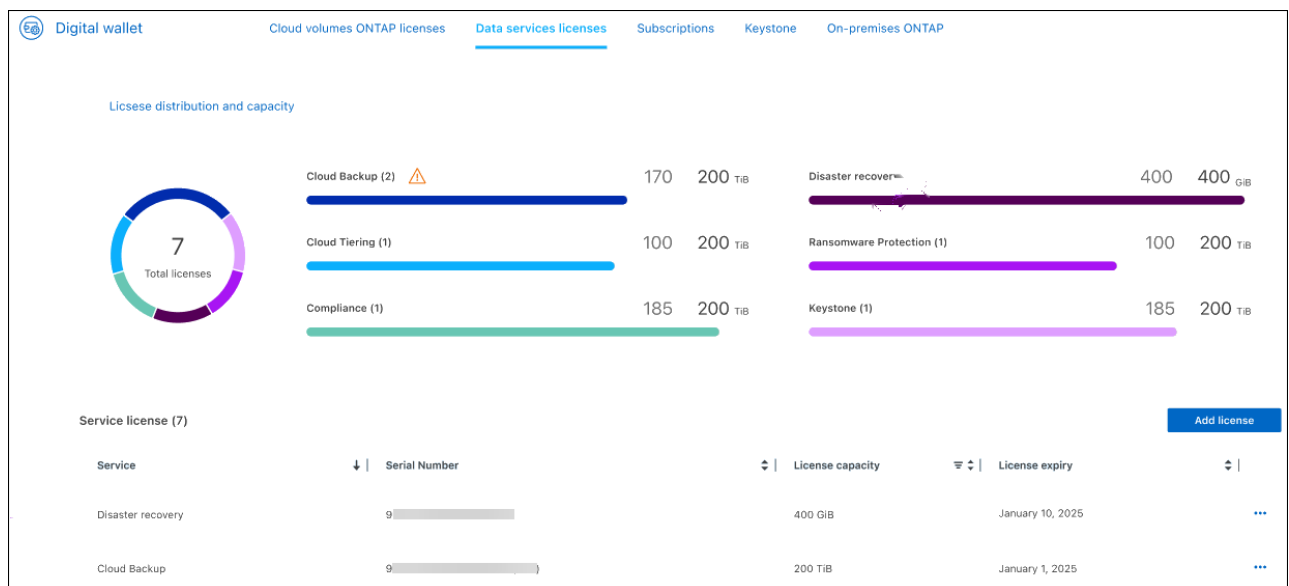 Digital wallet Cloud volumes ONTAP licenses Data services licenses Subscriptions Keystone On-premises ONTAP
Licsese distribution and capacity
Cloud Backup (2) 170 200 TiB Disaster recover 400 400 GiB
Cloud Tiering (1) 100 200 TiB Ransomware Protection (1) 100 200 TiB
7
Total licenses
Compliance (1) 185 200 TiB Keystone (1) 185 200 TiB
Service license (7) Add license
Service Serial Number License capacity License expiry
Disaster recovery 9 400 GiB January 10, 2025 ...
Cloud Backup 9 ) 200 TiB January 1, 2025 ...